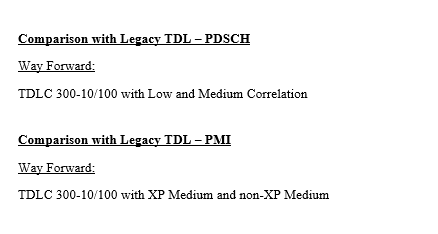 Comparison with Legacy TDL – PDSCH
Way Forward:
TDLC 300-10/100 with Low and Medium Correlation
Comparison with Legacy TDL – PMI
Way Forward:
TDLC 300-10/100 with XP Medium and non-XP Medium